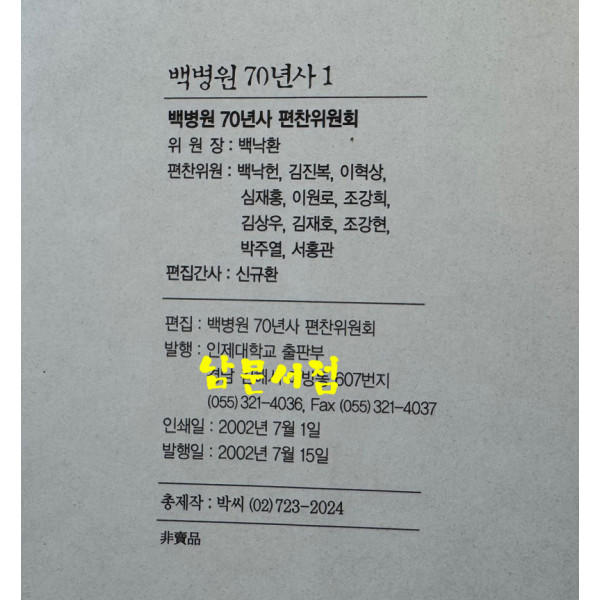 백병원 70년사 1
백병원 70년사 편찬위원회
위 원 장 : 백낙환
편찬위원 : 백낙헌, 김진복, 이혁상,
심재홍, 이원로, 조강희,
김상우, 김재호, 조강현,
박주열, 서홍관
편집간사 : 신규환
편집 : 백병원 70년사 편찬위원회
발행 : 인제대학교 출판부
경남 607번지
남문서점
(055) 321-4036, Fax (055) 321-4037
인쇄일 : 2002년 7월 1일
발행일 : 2002년 7월 15일
총제작 : 박씨 (02) 723-2024
非賣品